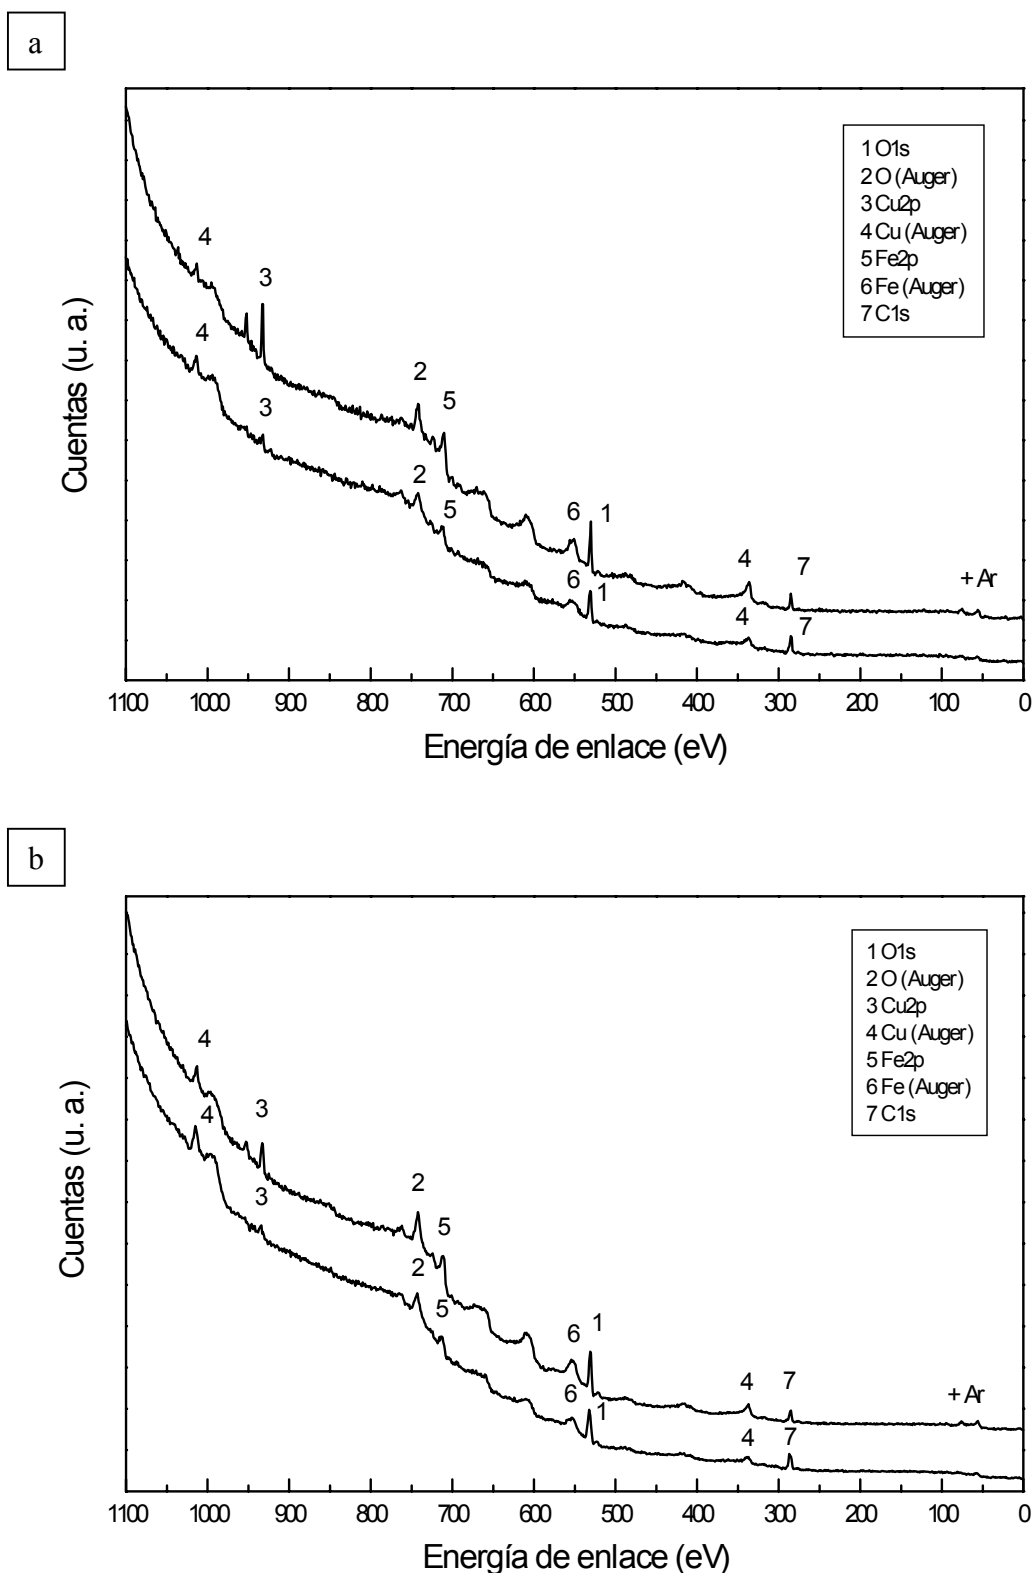 a
1 O1s
2 O (Auger)
3 Cu2p
4 Cu (Auger)
5 Fe2p
6 Fe (Auger)
7 C1s
4
3
4
3
2
5
2
5
6
1
6
1
4
7
4
7
+ Ar
Cuentas (u. a.)
1100 1000 900 800 700 600 500 400 300 200 100 0
Energía de enlace (eV)
b
1 O1s
2 O (Auger)
3 Cu2p
4 Cu (Auger)
5 Fe2p
6 Fe (Auger)
7 C1s
4
4
3
3
2
5
2
5
6
1
6
1
4
7
4
7
+ Ar
Cuentas (u. a.)
1100 1000 900 800 700 600 500 400 300 200 100 0
Energía de enlace (eV)